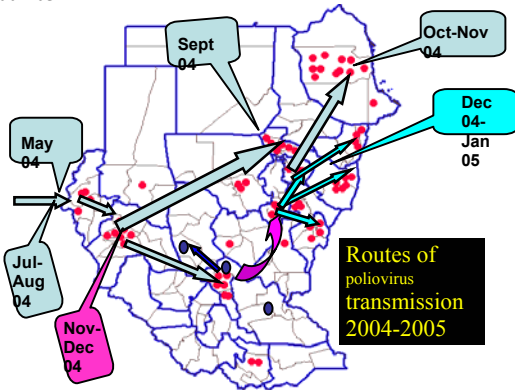 Sept
04
Oct-Nov
04
Dec
04-
Jan
05
May
04
Jul-
Aug
04
Nov-
Dec
04
Routes of
poliovirus
transmission
2004-2005